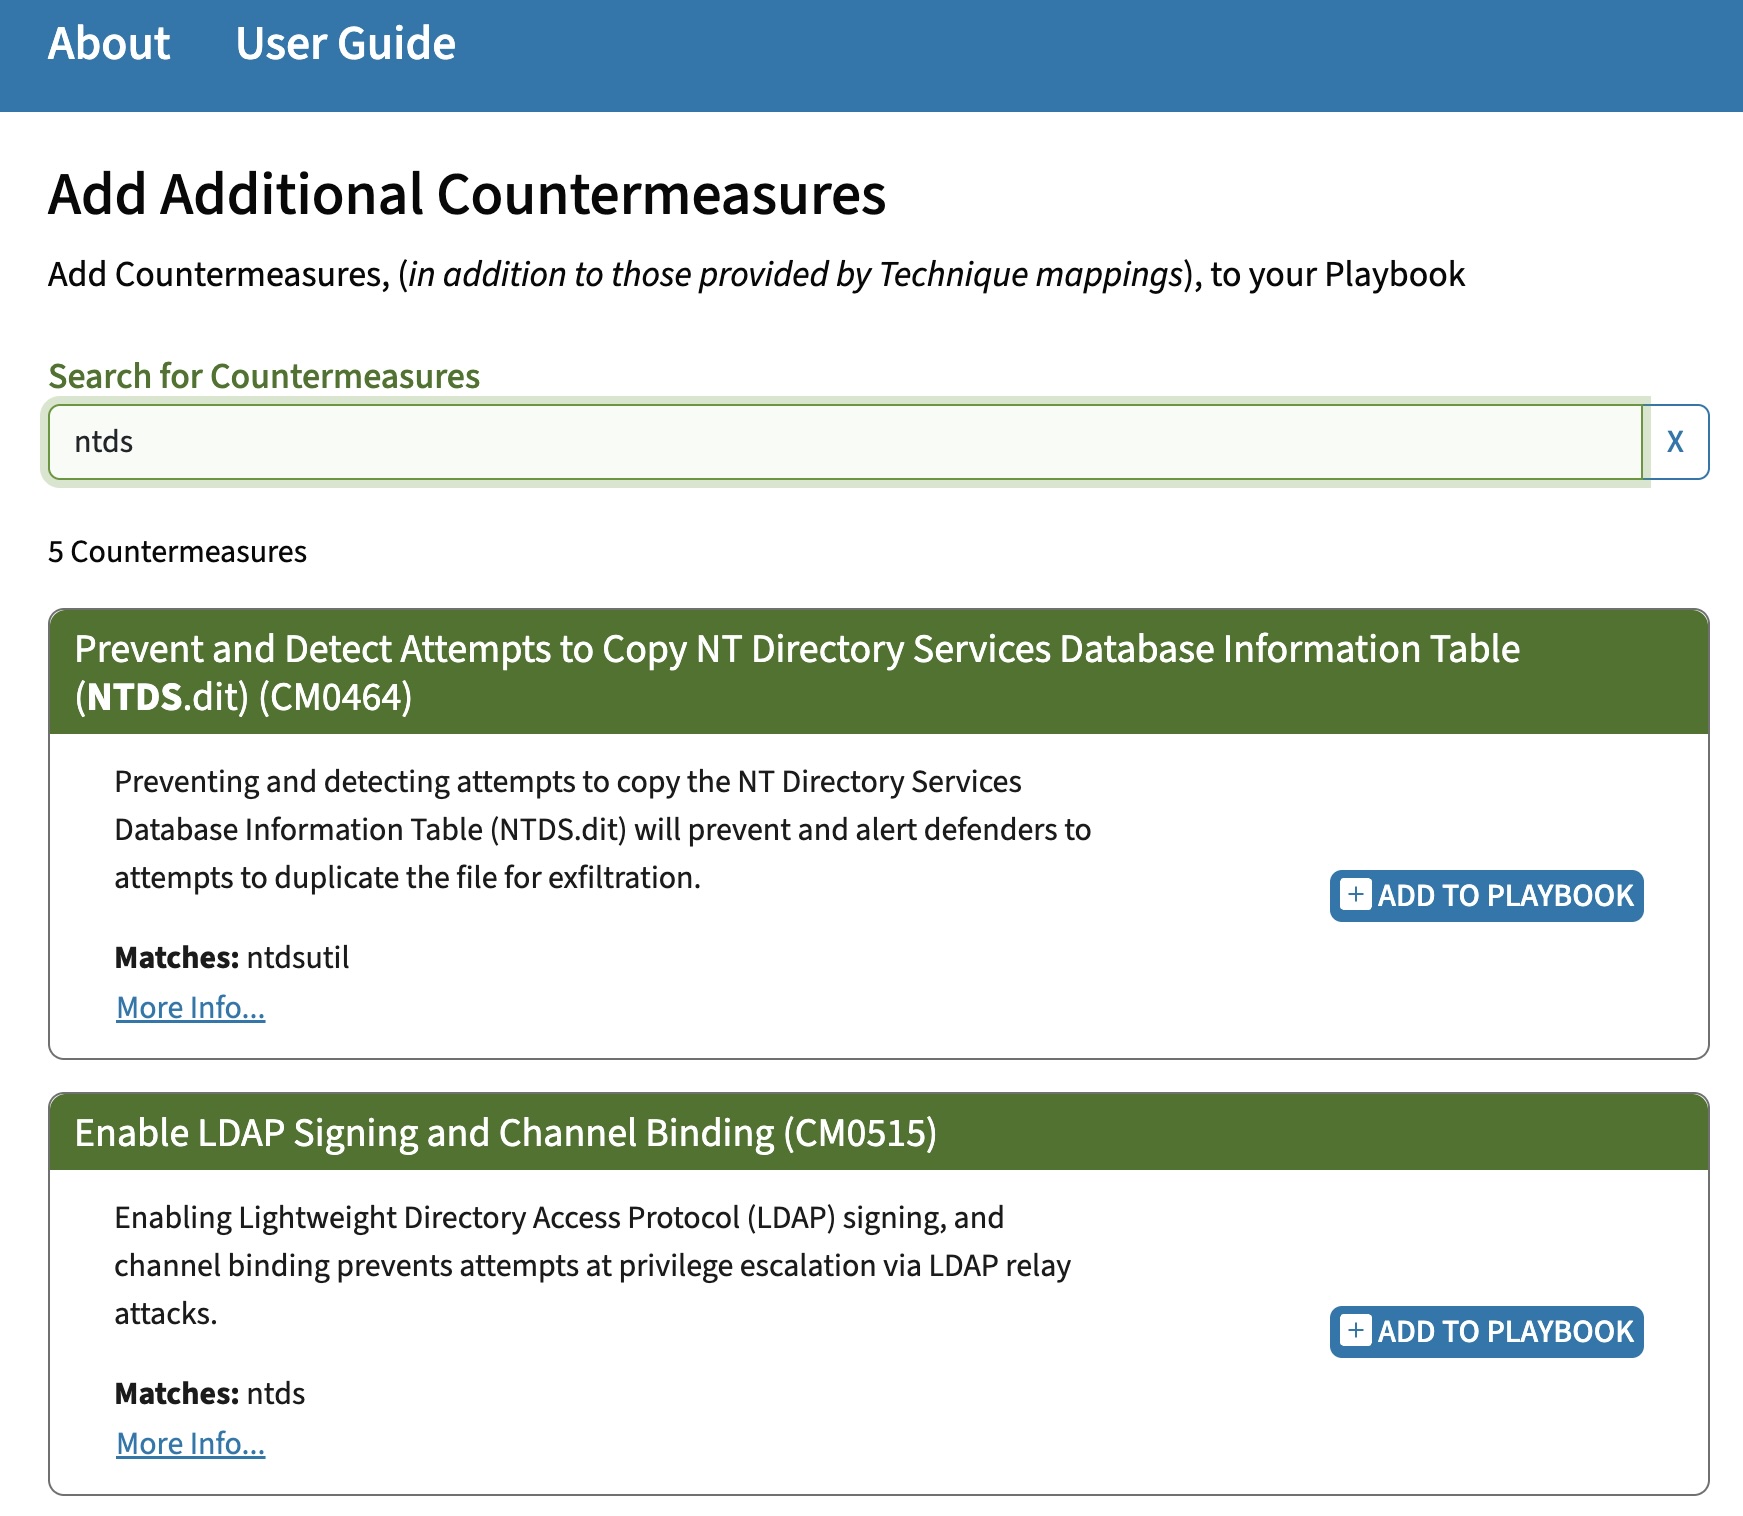 About User Guide
Add Additional Countermeasures
Add Countermeasures, (in addition to those provided by Technique mappings), to your Playbook
Search for Countermeasures
ntds X
5 Countermeasures
Prevent and Detect Attempts to Copy NT Directory Services Database Information Table
(NTDS.dit) (CM0464)
Preventing and detecting attempts to copy the NT Directory Services
Database Information Table (NTDS.dit) will prevent and alert defenders to
attempts to duplicate the file for exfiltration.
+ ADD TO PLAYBOOK
Matches: ntdsutil
More Info...
Enable LDAP Signing and Channel Binding (CM0515)
Enabling Lightweight Directory Access Protocol (LDAP) signing, and
channel binding prevents attempts at privilege escalation via LDAP relay
attacks.
+ ADD TO PLAYBOOK
Matches: ntds
More Info...